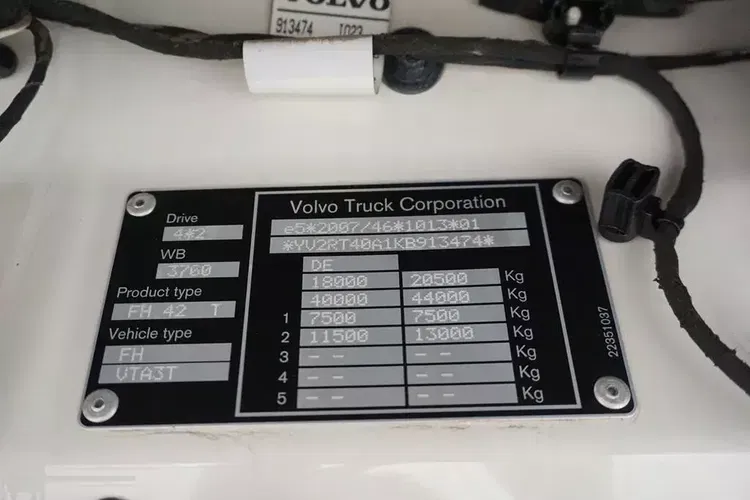 VOLVO
913474 T023
Drive
4*2
WB
3760
Product type
FH 42 T
Vehicle type
FH
VTA3T
Volvo Truck Corporation
e5*2007/46*1013*01
*YV2RT40A1KB913474*
DE
18000 20500 Kg
40000 44000 Kg
1 7500 7500 Kg
2 11500 13000 Kg
3 -- -- Kg
4 -- -- Kg
5 -- -- Kg
22351037